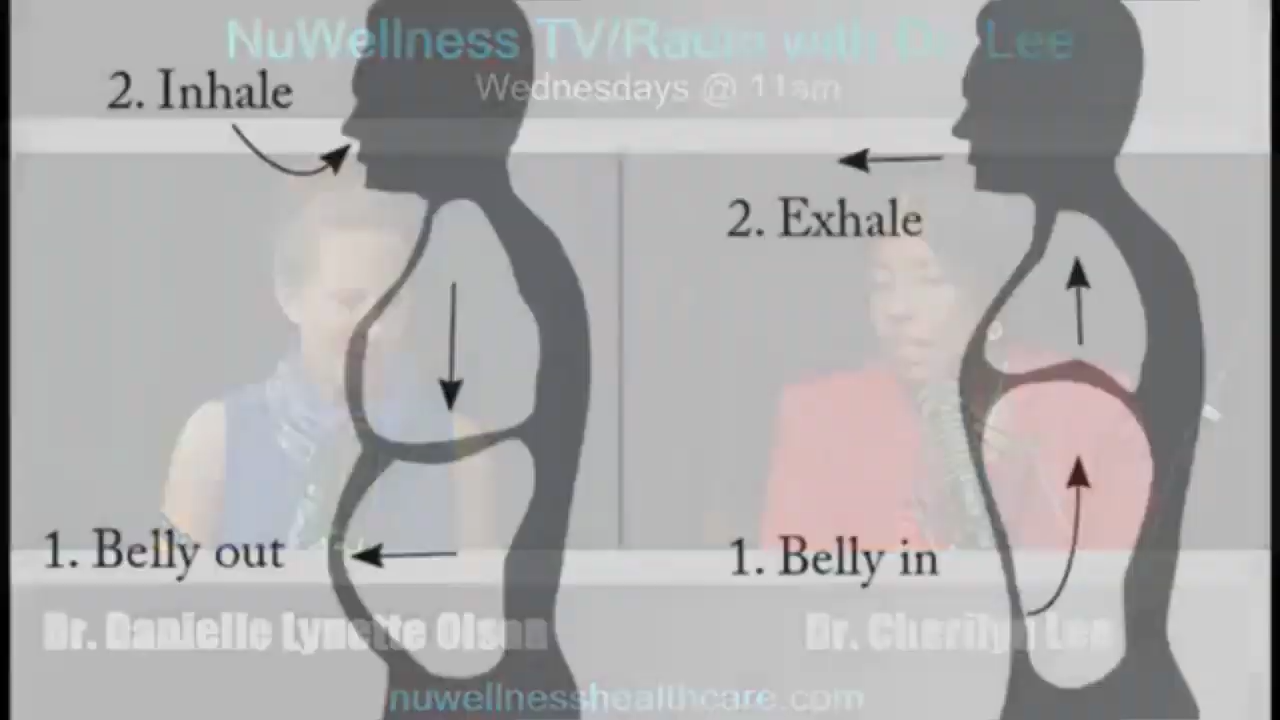 NuWellness TV/Radio with Dr. Lee
Wednesdays @ 11am
2. Inhale
2. Exhale
1. Belly out
1. Belly in
Dr. Danielle Lynette Olson
Dr. Cherilyn Lee
nuwellnesshealthcare.com